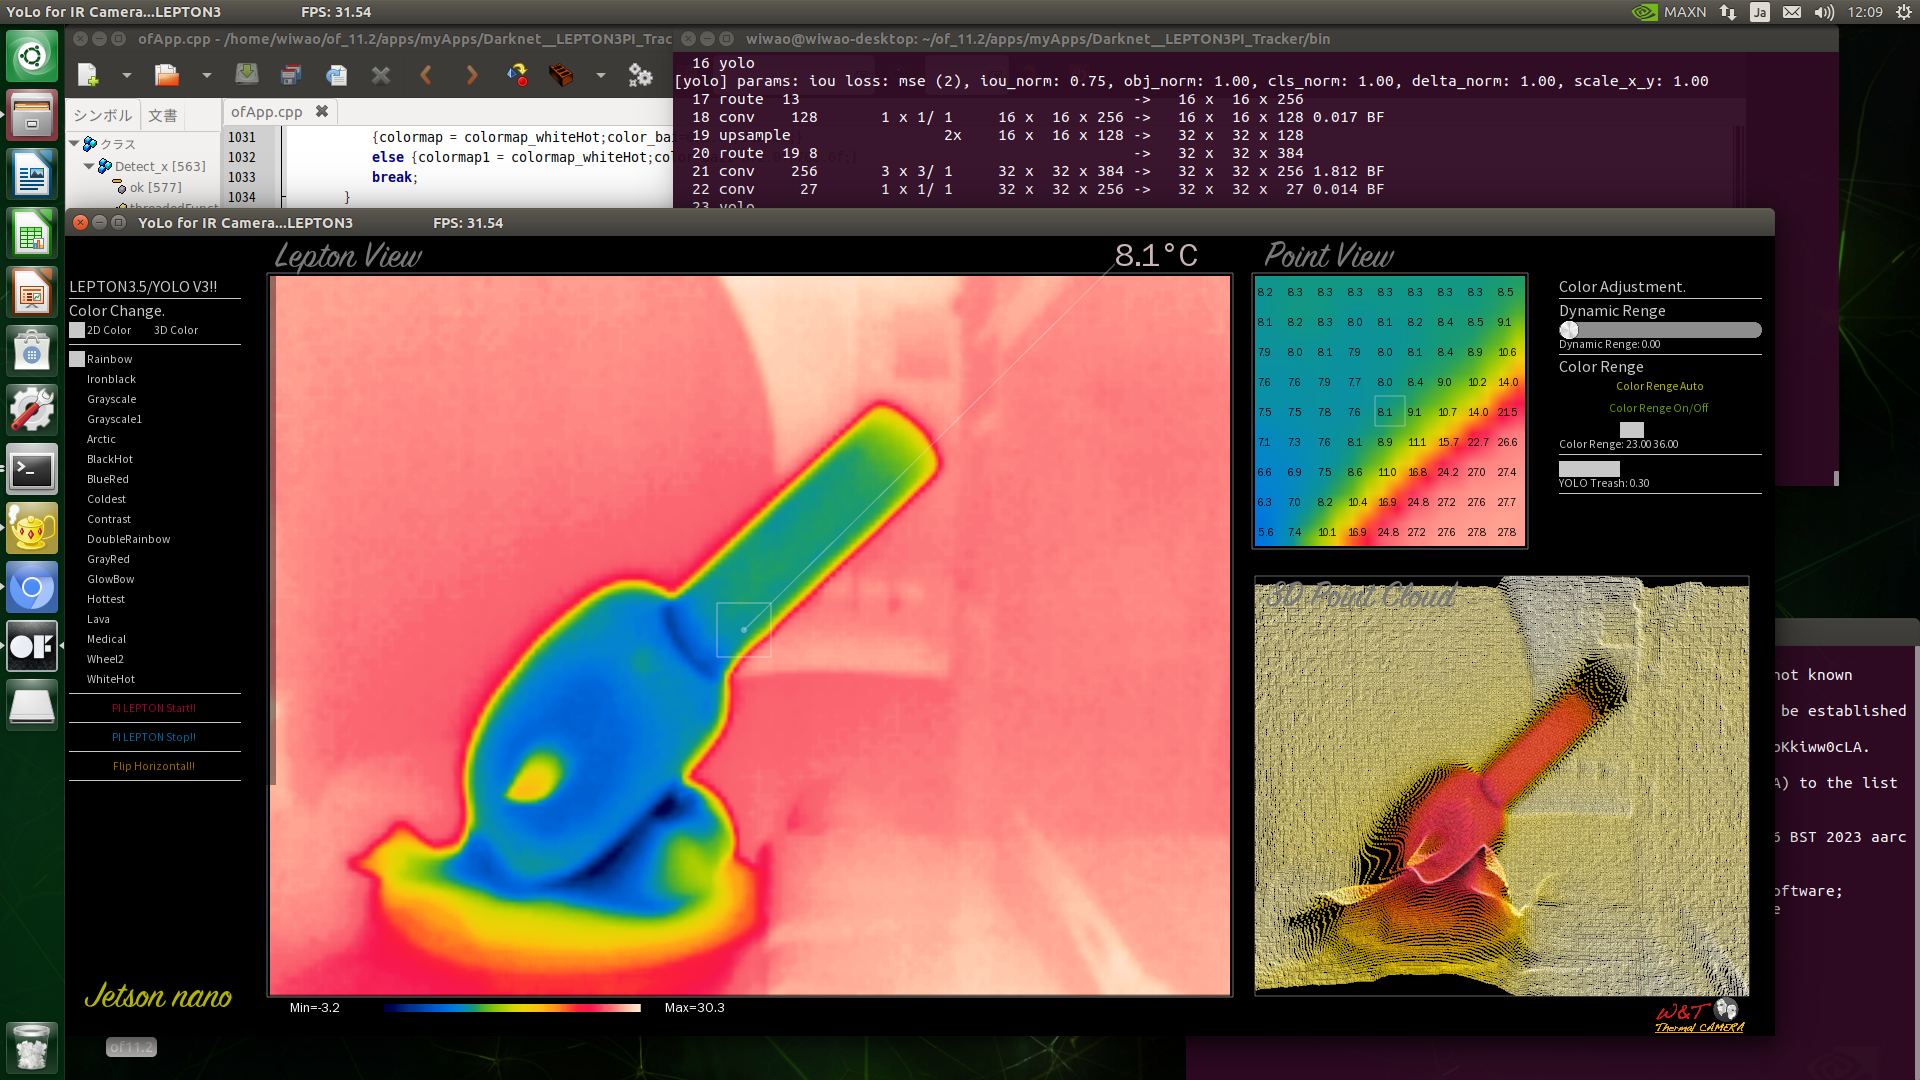 YoLo for IR Camera...LEPTON3 FPS: 31.54
MAXN Ja 12:09
ofApp.cpp - /home/wiwao/of_11.2/apps/myApps/Darknet__LEPTON3PI_Trac
wiwao@wiwao-desktop: ~/of_11.2/apps/myApps/Darknet__LEPTON3PI_Tracker/bin
シンボル 文書
ofApp.cpp
クラス
Detect_x [563]
ok [577]
1031 {colormap = colormap_whiteHot;color_ba
1032 else {colormap1 = colormap_whiteHot;co
1033 break;
1034 }
16 yolo
[yolo] params: iou loss: mse (2), iou_norm: 0.75, obj_norm: 1.00, cls_norm: 1.00, delta_norm: 1.00, scale_x_y: 1.00
17 route 13 -> 16 x 16 x 256
18 conv 128 1 x 1/ 1 16 x 16 x 256 -> 16 x 16 x 128 0.017 BF
19 upsample 2x 16 x 16 x 128 -> 32 x 32 x 128
20 route 19 8 -> 32 x 32 x 384
21 conv 256 3 x 3/ 1 32 x 32 x 384 -> 32 x 32 x 256 1.812 BF
22 conv 27 1 x 1/ 1 32 x 32 x 256 -> 32 x 32 x 27 0.014 BF
23 yolo
YoLo for IR Camera...LEPTON3 FPS: 31.54
Lepton View
8.1°C
Point View
LEPTON3.5/YOLO V3!!
Color Change.
2D Color 3D Color
Rainbow
Ironblack
Grayscale
Grayscale1
Arctic
BlackHot
BlueRed
Coldest
Contrast
DoubleRainbow
GrayRed
GlowBow
Hottest
Lava
Medical
Wheel2
WhiteHot
PI LEPTON Start!!
PI LEPTON Stop!!
Flip Horizontal!!
Jetson nano
of11.2
Min=-3.2
Max=30.3
8.2 8.3 8.3 8.3 8.3 8.3 8.3 8.3 8.5
8.1 8.2 8.3 8.0 8.1 8.2 8.4 8.5 9.1
7.9 8.0 8.1 7.9 8.0 8.1 8.4 8.9 10.6
7.6 7.6 7.9 7.7 8.0 8.4 9.0 10.2 14.0
7.5 7.5 7.8 7.6 8.1 9.1 10.7 14.0 21.5
7.1 7.3 7.6 8.1 8.9 11.1 15.7 22.7 26.6
6.6 6.9 7.5 8.6 11.0 16.8 24.2 27.0 27.4
6.3 7.0 8.2 10.4 16.9 24.8 27.2 27.6 27.7
5.6 7.4 10.1 16.9 24.8 27.2 27.6 27.8 27.8
Color Adjustment.
Dynamic Renge
Dynamic Renge: 0.00
Color Renge
Color Renge Auto
Color Renge On/Off
Color Renge: 23.00 36.00
YOLO Treash: 0.30
3D Point Cloud
W&T
Thermal CAMERA
not known
be established
Kkiww0cLA.
) to the list
BST 2023 aarc
oftware;